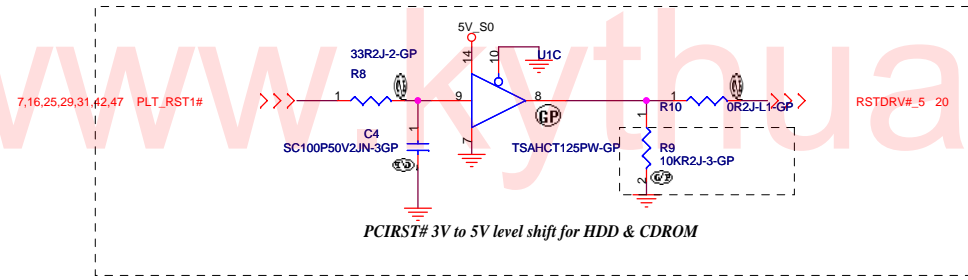 www.kythua
5V_S0
33R2J-2-GP
14
10
U1C
R8
7,16,25,29,31,42,47 PLT_RST1#
1
9
8
1
RSTDRV#_5 20
R10
0R2J-L1-GP
GP
C4
1
7
1
SC100P50V2JN-3GP
TSAHCT125PW-GP
R9
10KR2J-3-GP
2
PCIRST# 3V to 5V level shift for HDD & CDROM